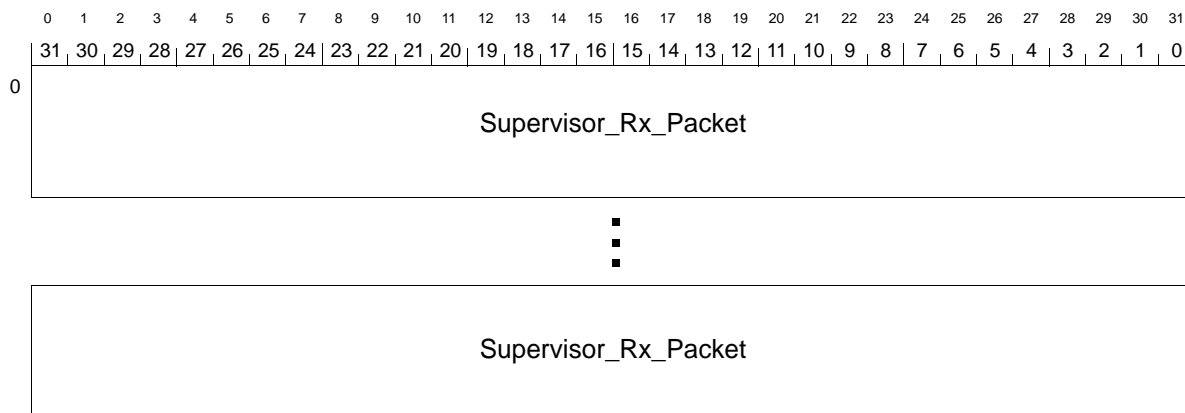 0 1 2 3 4 5 6 7 8 9 10 11 12 13 14 15 16 17 18 19 20 21 22 23 24 25 26 27 28 29 30 31
31 30 29 28 27 26 25 24 23 22 21 20 19 18 17 16 15 14 13 12 11 10 9 8 7 6 5 4 3 2 1 0
0
Supervisor_Rx_Packet
Supervisor_Rx_Packet